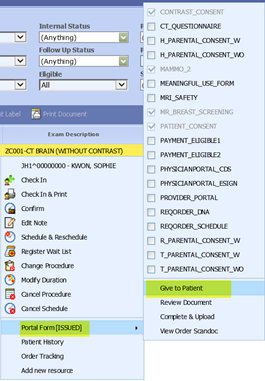 Internal Status
(Anything)
Follow Up Status
(Anything)
Eligible
All
t Label
Print Document
Exam Description
ZC001-CT BRAIN (WITHOUT CONTRAST)
JH1^00000000 - KWON, SOPHIE
Check In
Check In & Print
Confirm
Edit Note
Schedule & Reschedule
Register Wait List
Change Procedure
Modify Duration
Cancel Procedure
Cancel Schedule
Portal Form [ISSUED]
Patient History
Order Tracking
Add new resource
CONTRAST_CONSENT
CT_QUESTIONNAIRE
H_PARENTAL_CONSENT_W
H_PARENTAL_CONSENT_WO
MAMMO_2
MEANINGFUL_USE_FORM
MRI_SAFETY
MR_BREAST_SCREENING
PATIENT_CONSENT
PAYMENT_ELIGIBLE1
PAYMENT_ELIGIBLE2
PHYSICIANPORTAL_CDS
PHYSICIANPORTAL_ESIGN
PROVIDER_PORTAL
REQORDER_DNA
REQORDER_SCHEDULE
R_PARENTAL_CONSENT_W
T_PARENTAL_CONSENT_W
T_PARENTAL_CONSENT_WO
Give to Patient
Review Document
Complete & Upload
View Order Scandoc